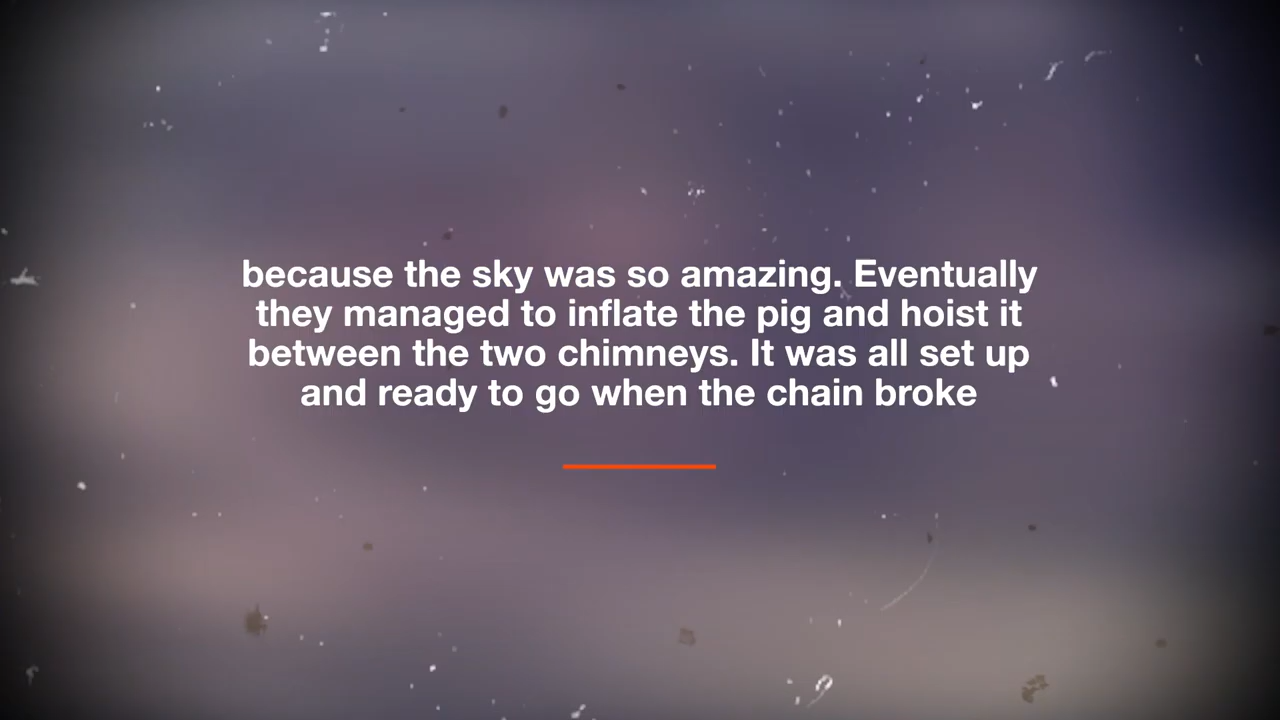 because the sky was so amazing. Eventually
they managed to inflate the pig and hoist it
between the two chimneys. It was all set up
and ready to go when the chain broke